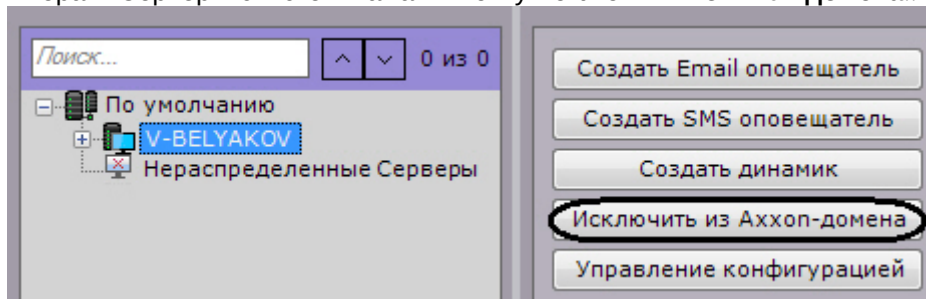 Поиск...
0 из 0
По умолчанию
V-BELYAKOV
Нераспределенные Серверы
Создать Email оповещатель
Создать SMS оповещатель
Создать динамик
Исключить из Axxon-домена
Управление конфигурацией